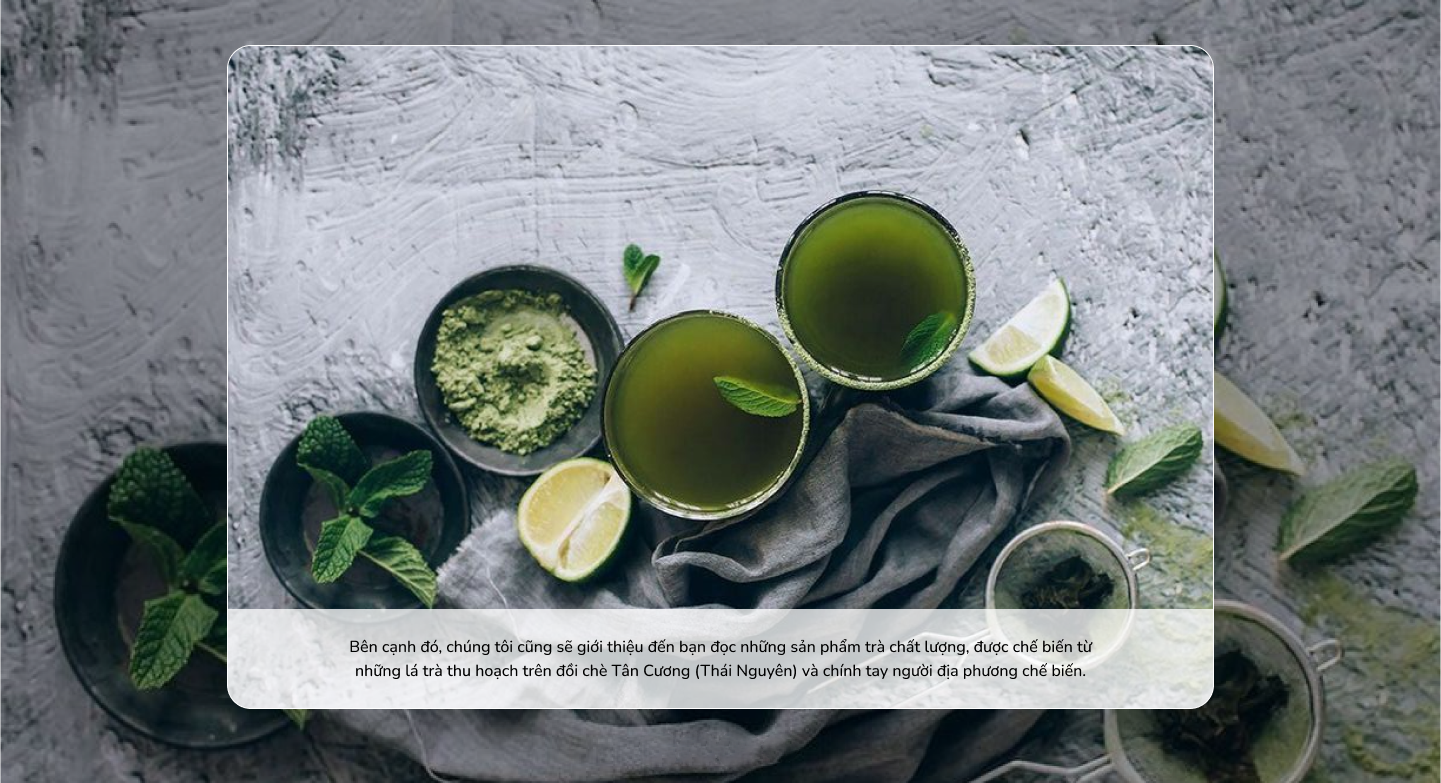 Bên cạnh đó, chúng tôi cũng sẽ giới thiệu đến bạn đọc những sản phẩm trà chất lượng, được chế biến từ
những lá trà thu hoạch trên đồi chè Tân Cương (Thái Nguyên) và chính tay người địa phương chế biến.